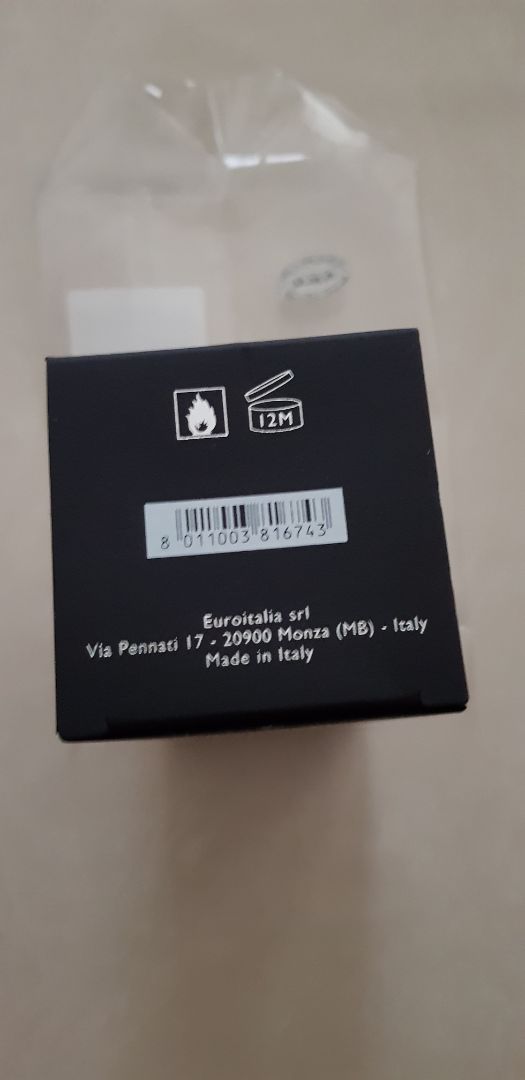 12M
8 011003 816743
Euroitalia srl
Via Pennati 17 - 20900 Monza (MB) - Italy
Made in Italy